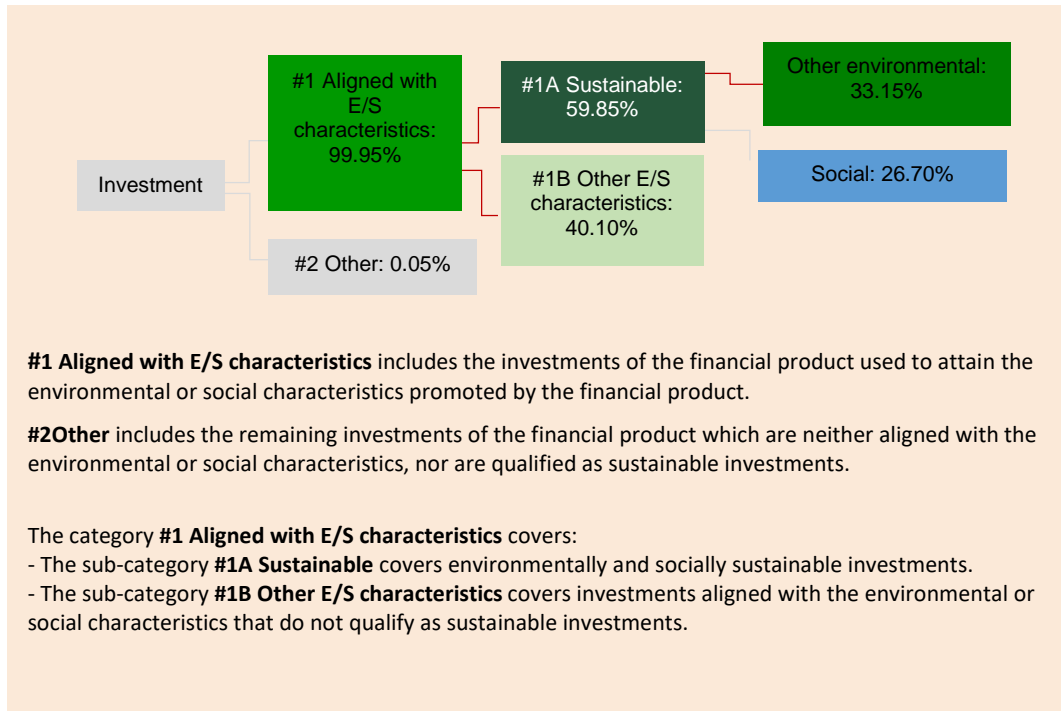 Investment
#1 Aligned with
E/S
characteristics:
99.95%
#2 Other: 0.05%
#1A Sustainable:
59.85%
#1B Other E/S
characteristics:
40.10%
Other environmental:
33.15%
Social: 26.70%
#1 Aligned with E/S characteristics includes the investments of the financial product used to attain the
environmental or social characteristics promoted by the financial product.
#2Other includes the remaining investments of the financial product which are neither aligned with the
environmental or social characteristics, nor are qualified as sustainable investments.
The category #1 Aligned with E/S characteristics covers:
- The sub-category #1A Sustainable covers environmentally and socially sustainable investments.
- The sub-category #1B Other E/S characteristics covers investments aligned with the environmental or
social characteristics that do not qualify as sustainable investments.